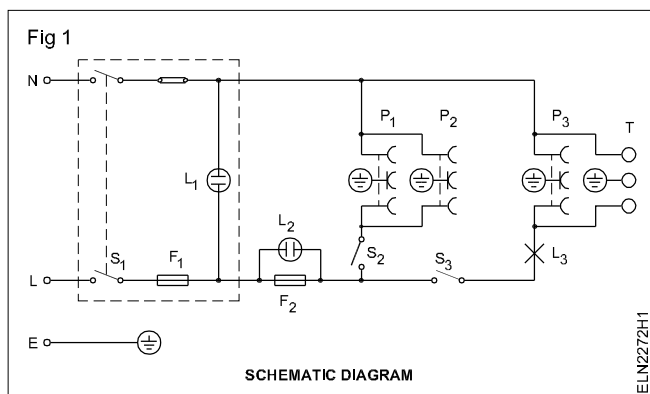 Fig 1
N
P1 P2 P3 T
L1
L2
S1 F1 S2 S3 L3
L
F2
E
SCHEMATIC DIAGRAM
ELN2272H1